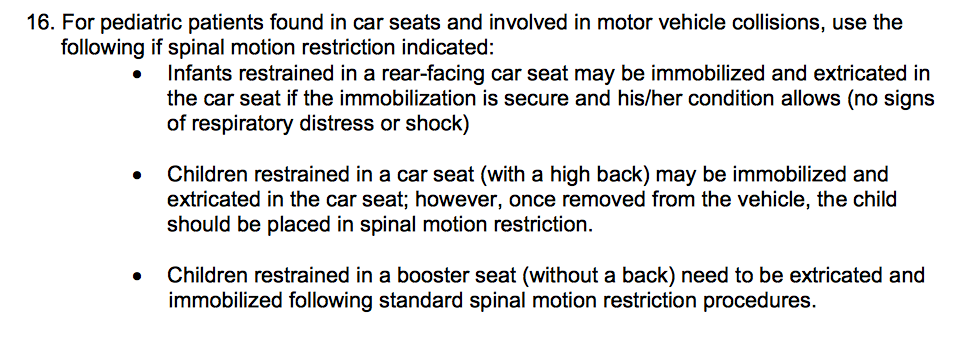 16. For pediatric patients found in car seats and involved in motor vehicle collisions, use the
following if spinal motion restriction indicated:
• Infants restrained in a rear-facing car seat may be immobilized and extricated in
the car seat if the immobilization is secure and his/her condition allows (no signs
of respiratory distress or shock)
• Children restrained in a car seat (with a high back) may be immobilized and
extricated in the car seat; however, once removed from the vehicle, the child
should be placed in spinal motion restriction.
• Children restrained in a booster seat (without a back) need to be extricated and
immobilized following standard spinal motion restriction procedures.